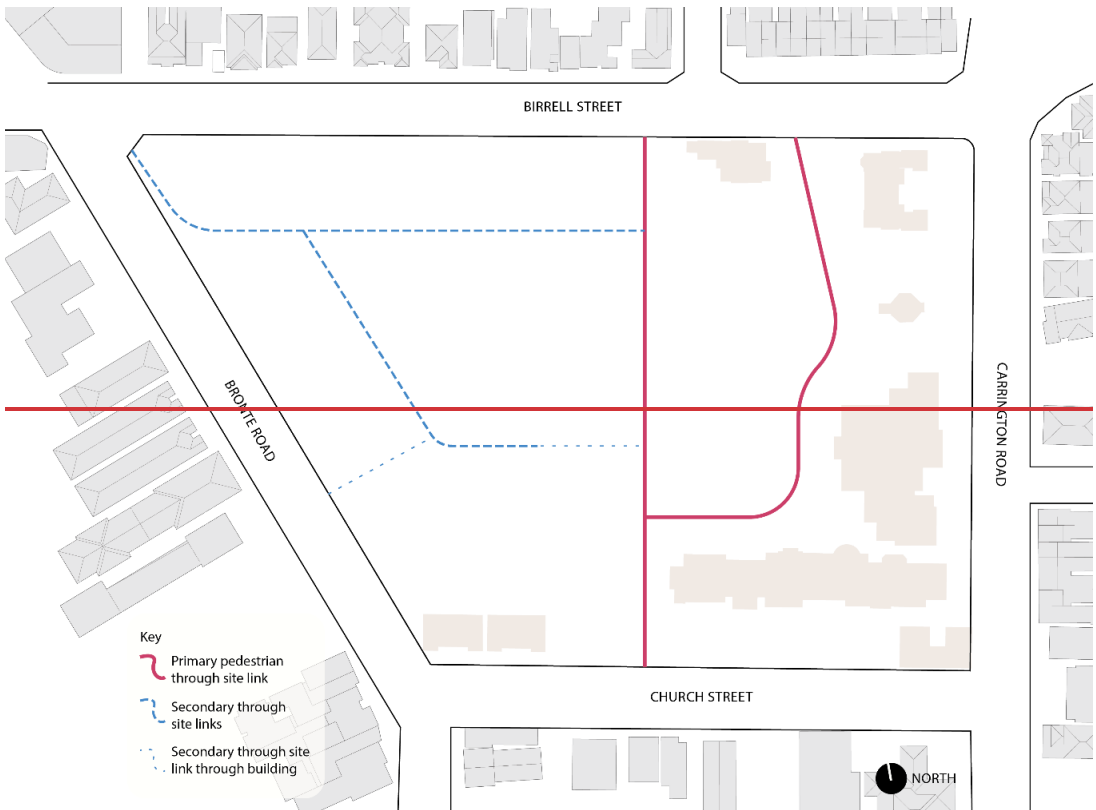 BIRRELL STREET
BRONTE ROAD
CARRINGTON ROAD
Key
Primary pedestrian
through site link
Secondary through
site links
Secondary through site
link through building
CHURCH STREET
NORTH